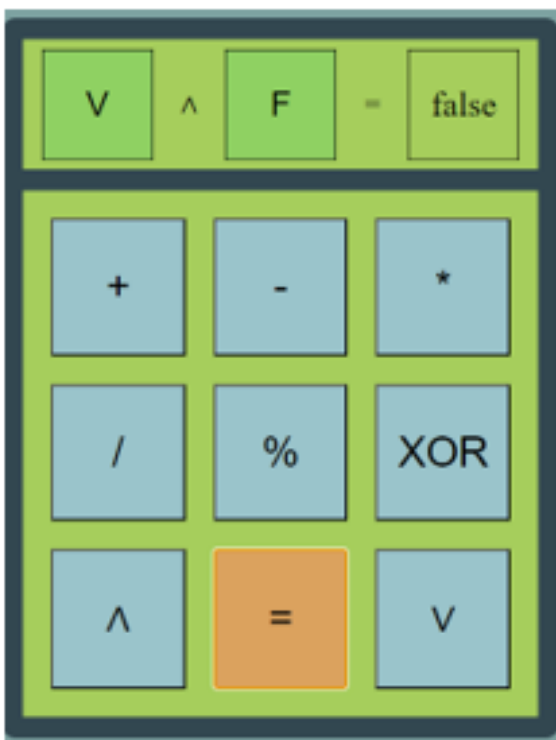 V ∧ F = false
+ - *
/ % XOR
∧ = V